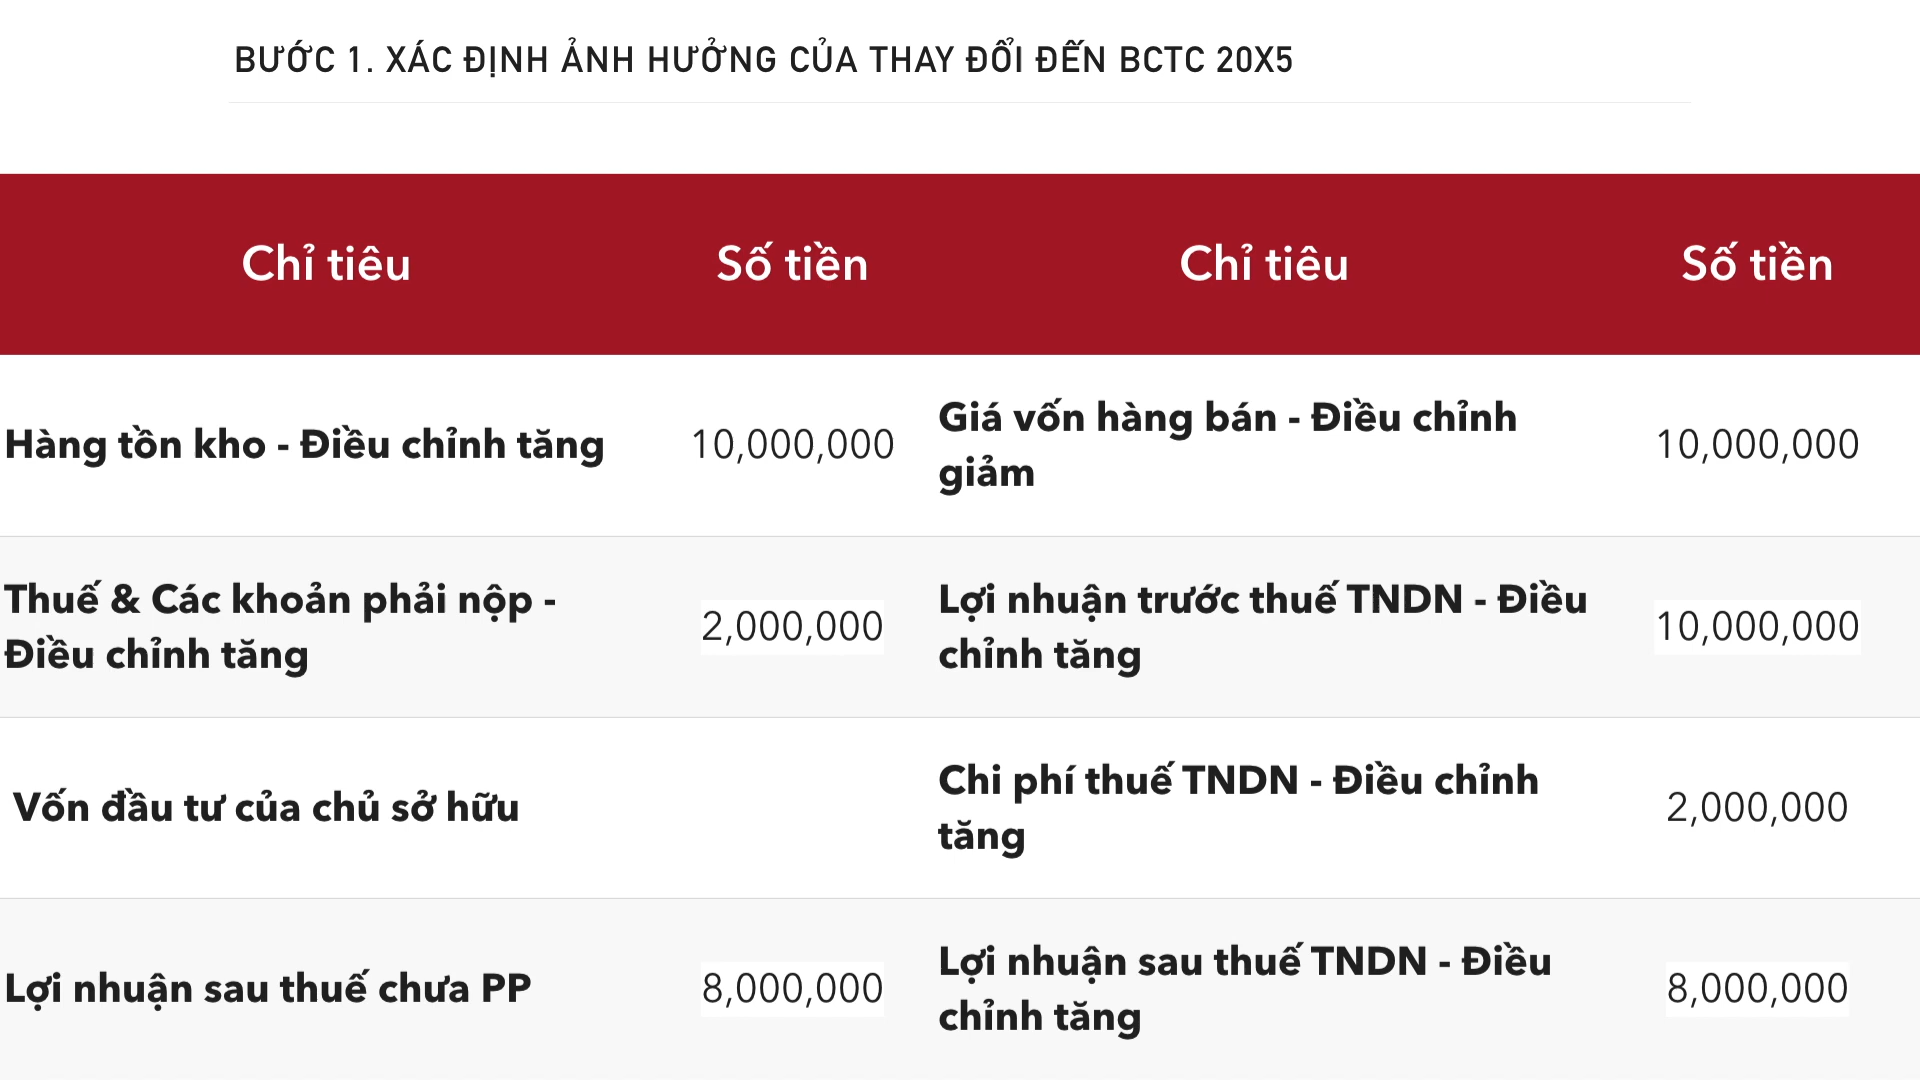 BƯỚC 1. XÁC ĐỊNH ẢNH HƯỞNG CỦA THAY ĐỔI ĐẾN BCTC 20X5
Chỉ tiêu Số tiền Chỉ tiêu Số tiền
Hàng tồn kho - Điều chỉnh tăng 10,000,000 Giá vốn hàng bán - Điều chỉnh
giảm 10,000,000
Thuế & Các khoản phải nộp -
Điều chỉnh tăng 2,000,000 Lợi nhuận trước thuế TNDN - Điều
chỉnh tăng 10,000,000
Vốn đầu tư của chủ sở hữu Chi phí thuế TNDN - Điều chỉnh
tăng 2,000,000
Lợi nhuận sau thuế chưa PP 8,000,000 Lợi nhuận sau thuế TNDN - Điều
chỉnh tăng 8,000,000